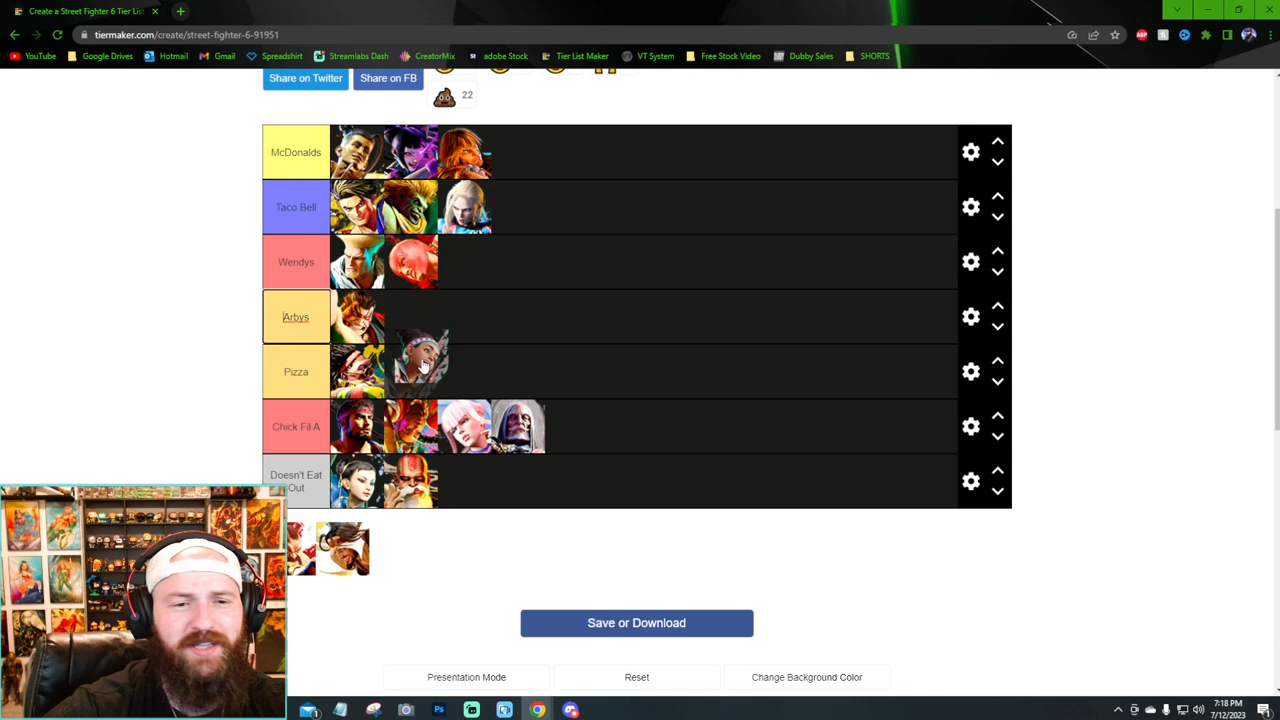 Create a Street Fighter 6 Tier List
tiermaker.com/create/street-fighter-6-91951
YouTube Google Drives Hotmail Gmail Spreadshirt Streamlabs Dash CreatorMix adobe Stock Tier List Maker VT System Free Stock Video Dubby Sales SHORTS
Share on Twitter Share on FB
22
McDonalds
Taco Bell
Wendys
Arbys
Pizza
Chick Fil A
Doesn't Eat
Out
Save or Download
Presentation Mode Reset Change Background Color
7:18 PM
7/12/2023